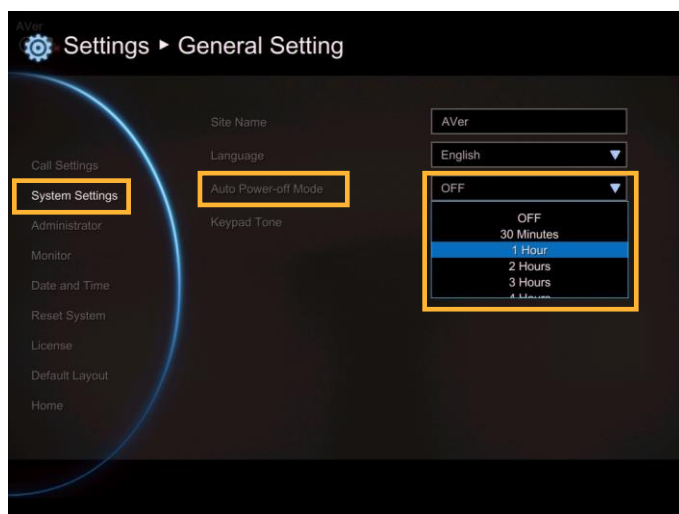 AVer
Settings ▸ General Setting
Site Name
AVer
Call Settings
Language
English
System Settings
Auto Power-off Mode
OFF
Administrator
Keypad Tone
OFF
30 Minutes
1 Hour
2 Hours
3 Hours
4 Hours
Monitor
Date and Time
Reset System
License
Default Layout
Home